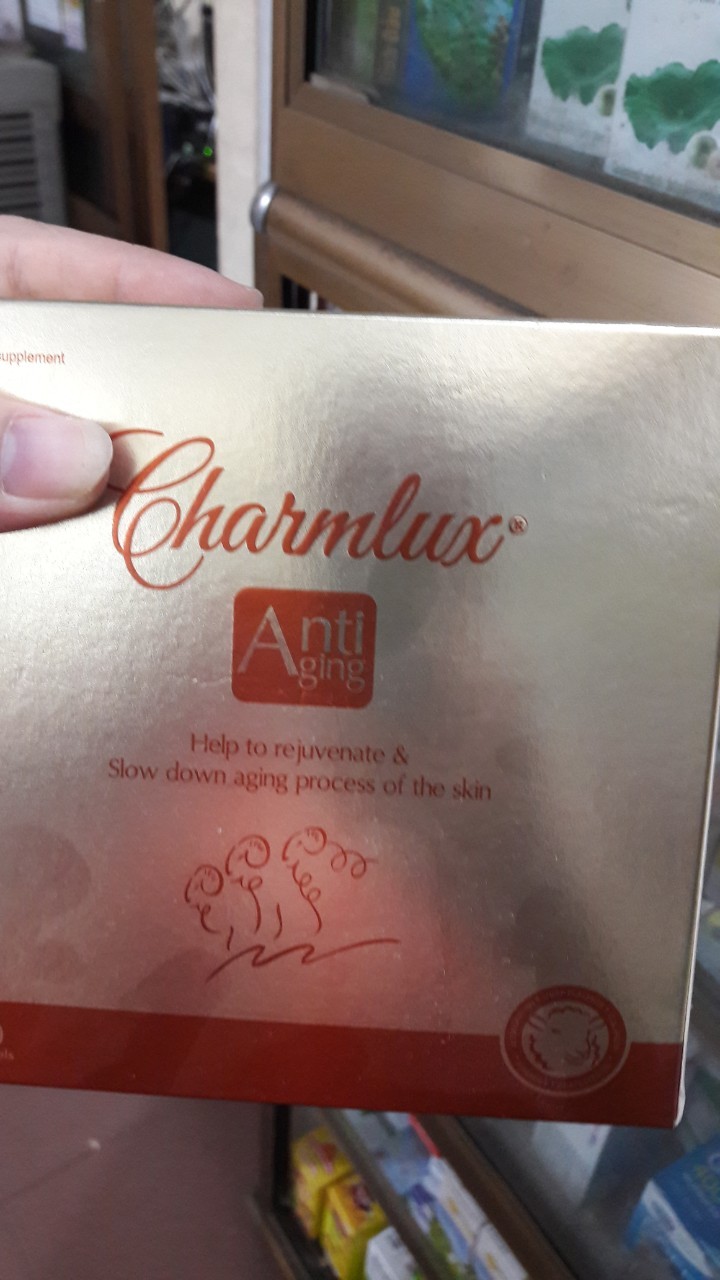 supplement
Charmlux®
Anti
Aging
Help to rejuvenate &
Slow down aging process of the skin